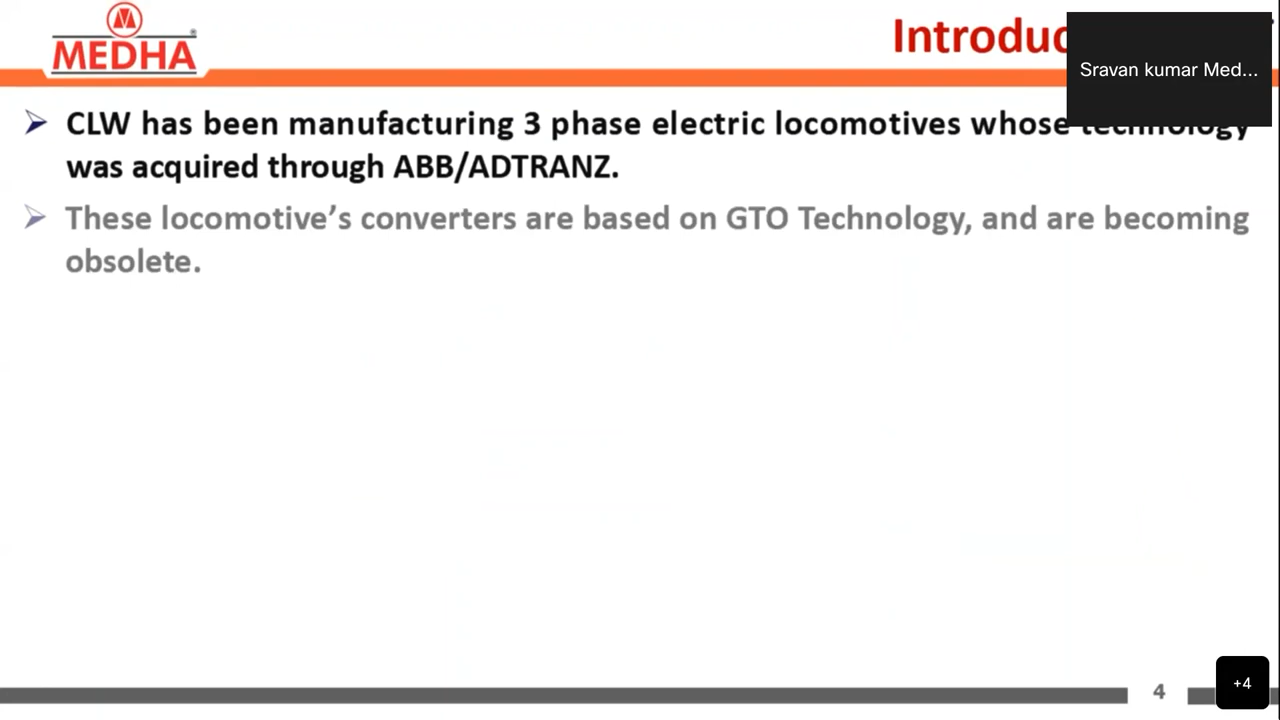 MEDHA
Sravan kumar Med...
CLW has been manufacturing 3 phase electric locomotives whose technology
was acquired through ABB/ADTRANZ.
These locomotive’s converters are based on GTO Technology, and are becoming
obsolete.
4
+4